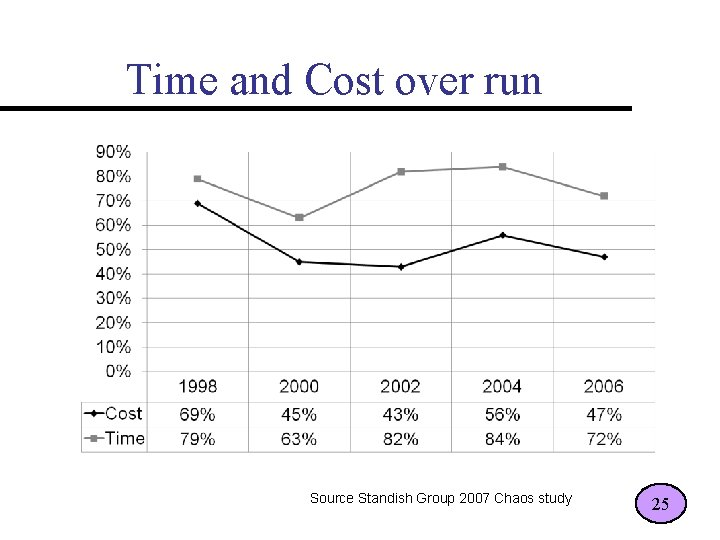 Time and Cost over run
90%
80%
70%
60%
50%
40%
30%
20%
10%
0%
1998 2000 2002 2004 2006
Cost 69% 45% 43% 56% 47%
Time 79% 63% 82% 84% 72%
Source Standish Group 2007 Chaos study
25